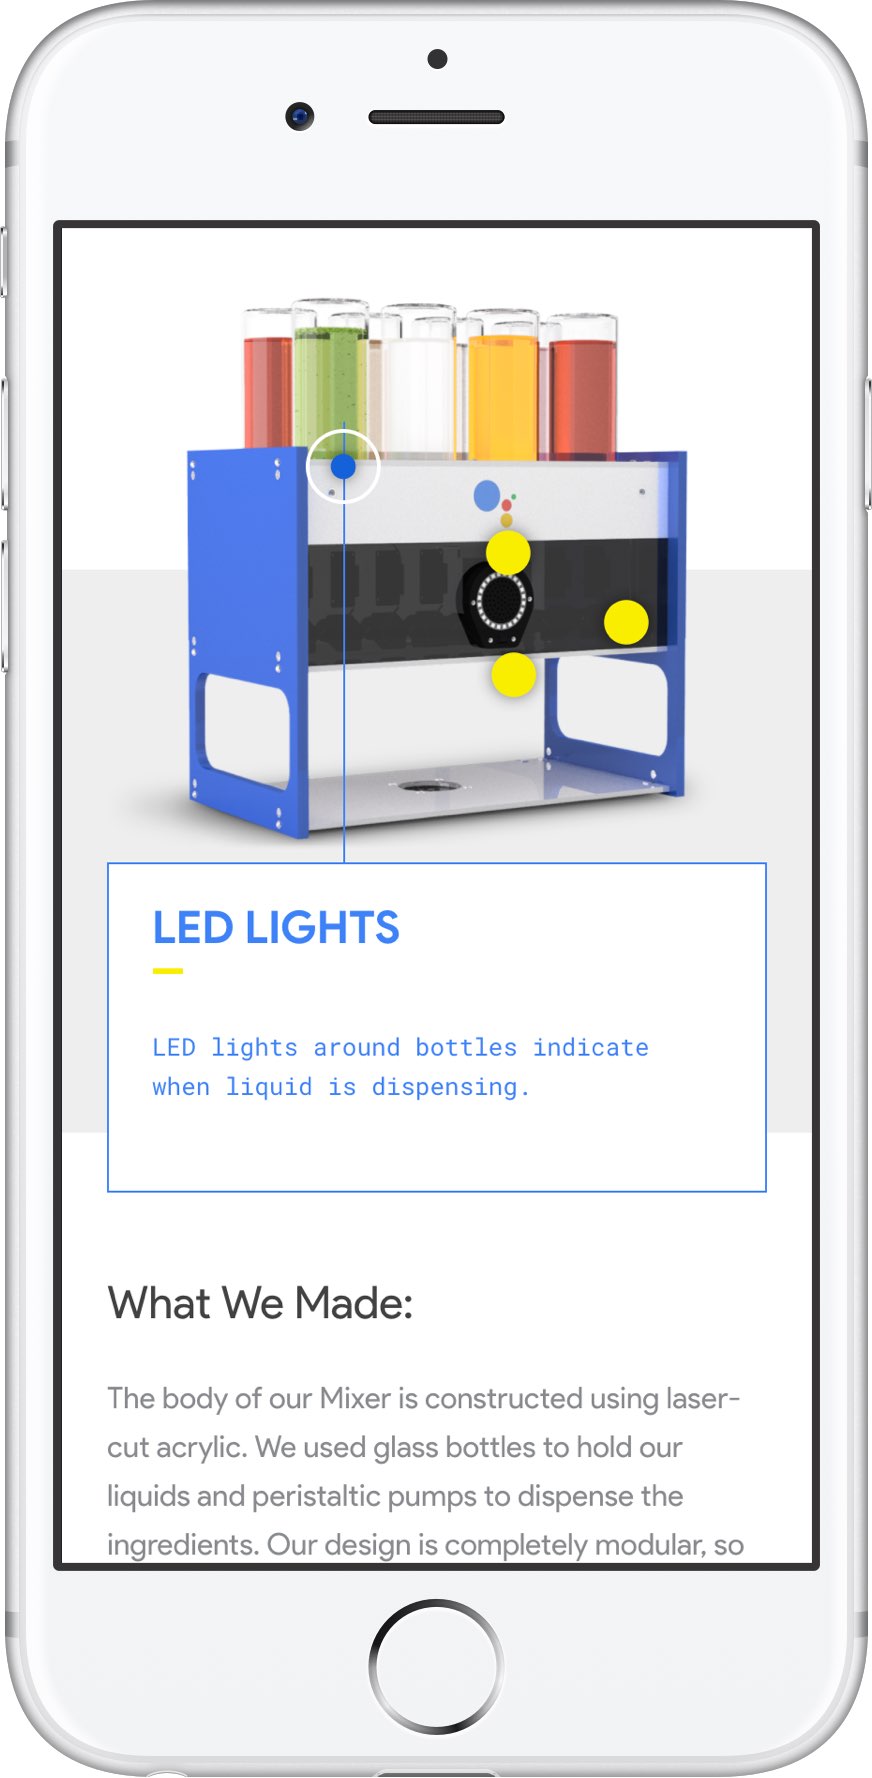 LED LIGHTS
LED lights around bottles indicate
when liquid is dispensing.
What We Made:
The body of our Mixer is constructed using laser-
cut acrylic. We used glass bottles to hold our
liquids and peristaltic pumps to dispense the
ingredients. Our design is completely modular, so